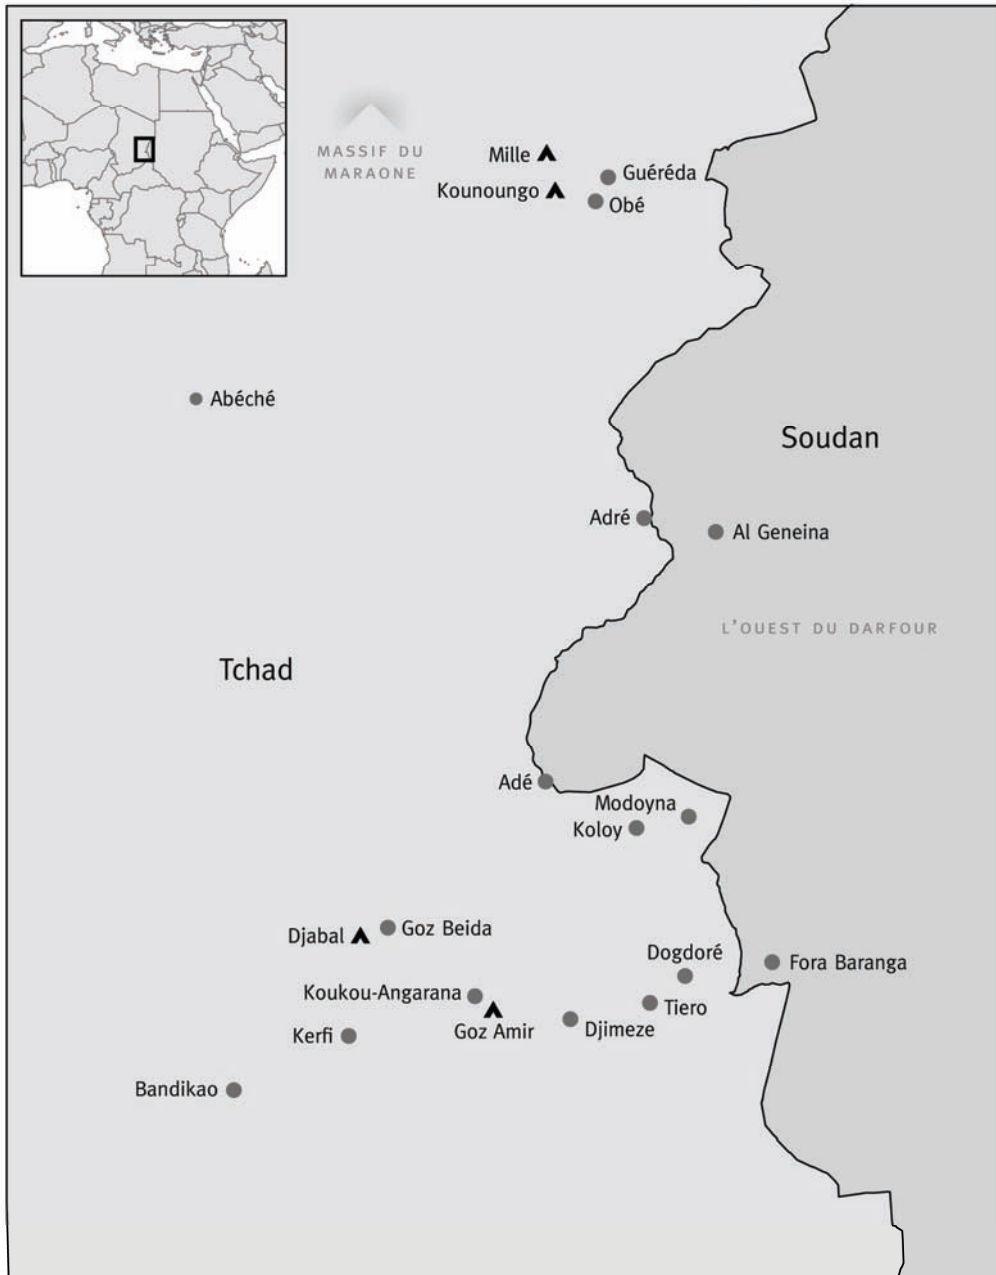 MASSIF DU
MARAONE
Mille
Guéréda
Kounoungo
Obé
Abéché
Soudan
Adré
Al Geneina
L'OUEST DU DARFOUR
Tchad
Adé
Modoyna
Koloy
Djabal
Goz Beida
Dogdoré
Fora Baranga
Koukou-Angarana
Tiero
Goz Amir
Djimeze
Kerfi
Bandikao